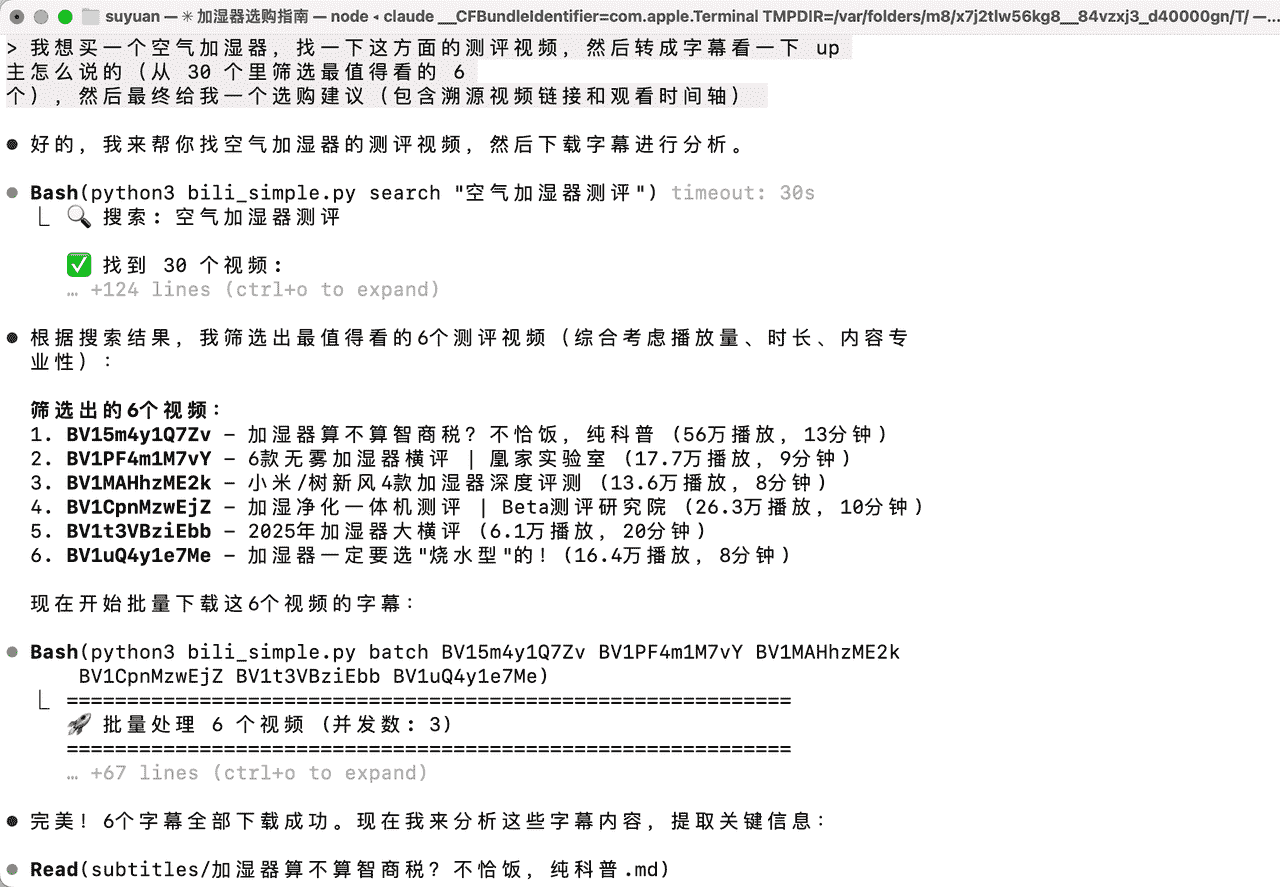 suyuan — ✳ 加湿器选购指南 — node ◂ claude __CFBundleIdentifier=com.apple.Terminal TMPDIR=/var/folders/m8/x7j2tlw56kg8__84vzxj3_d40000gn/T/ —...
> 我想买一个空气加湿器，找一下这方面的测评视频，然后转成字幕看一下 up
主怎么说的（从 30 个里筛选最值得看的 6
个），然后最终给我一个选购建议（包含溯源视频链接和观看时间轴）
● 好的，我来帮你找空气加湿器的测评视频，然后下载字幕进行分析。
● Bash(python3 bili_simple.py search "空气加湿器测评") timeout: 30s
⎿ 🔍 搜索: 空气加湿器测评
✅ 找到 30 个视频:
… +124 lines (ctrl+o to expand)
● 根据搜索结果，我筛选出最值得看的6个测评视频（综合考虑播放量、时长、内容专
业性）：
筛选出的6个视频：
1. BV15m4y1Q7Zv - 加湿器算不算智商税？不恰饭，纯科普（56万播放，13分钟）
2. BV1PF4m1M7vY - 6款无雾加湿器横评 | 凰家实验室（17.7万播放，9分钟）
3. BV1MAHhzME2k - 小米/树新风4款加湿器深度评测（13.6万播放，8分钟）
4. BV1CpnMzwEjZ - 加湿净化一体机测评 | Beta测评研究院（26.3万播放，10分钟）
5. BV1t3VBziEbb - 2025年加湿器大横评（6.1万播放，20分钟）
6. BV1uQ4y1e7Me - 加湿器一定要选"烧水型"的！（16.4万播放，8分钟）
现在开始批量下载这6个视频的字幕：
● Bash(python3 bili_simple.py batch BV15m4y1Q7Zv BV1PF4m1M7vY BV1MAHhzME2k
BV1CpnMzwEjZ BV1t3VBziEbb BV1uQ4y1e7Me)
⎿ ============================================================
🚀 批量处理 6 个视频 (并发数: 3)
============================================================
… +67 lines (ctrl+o to expand)
● 完美！6个字幕全部下载成功。现在我来分析这些字幕内容，提取关键信息：
● Read(subtitles/加湿器算不算智商税？不恰饭，纯科普.md)